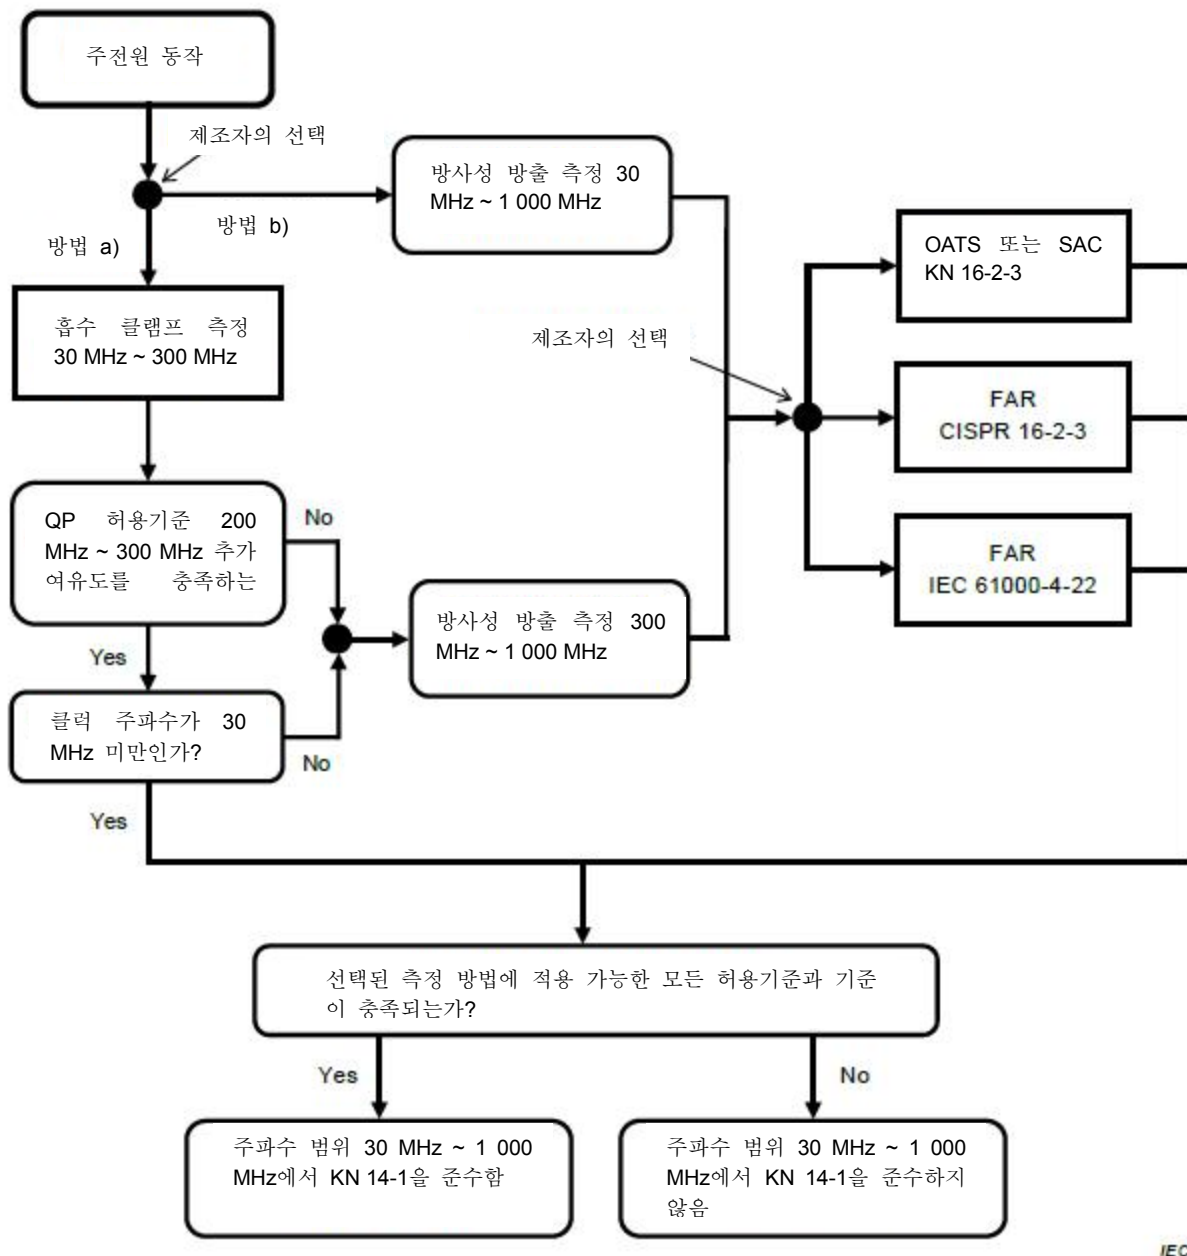 주전원 동작
제조자의 선택
방사성 방출 측정 30
MHz ~ 1 000 MHz
방법 b)
방법 a)
OATS 또는 SAC
KN 16-2-3
흡수 클램프 측정
30 MHz ~ 300 MHz
제조자의 선택
FAR
CISPR 16-2-3
QP 허용기준 200
MHz ~ 300 MHz 추가
여유도를 충족하는
No
FAR
IEC 61000-4-22
방사성 방출 측정 300
MHz ~ 1 000 MHz
Yes
클럭 주파수가 30
MHz 미만인가?
No
Yes
선택된 측정 방법에 적용 가능한 모든 허용기준과 기준
이 충족되는가?
Yes
No
주파수 범위 30 MHz ~ 1 000
MHz에서 KN 14-1을 준수함
주파수 범위 30 MHz ~ 1 000
MHz에서 KN 14-1을 준수하지
않음
IEC